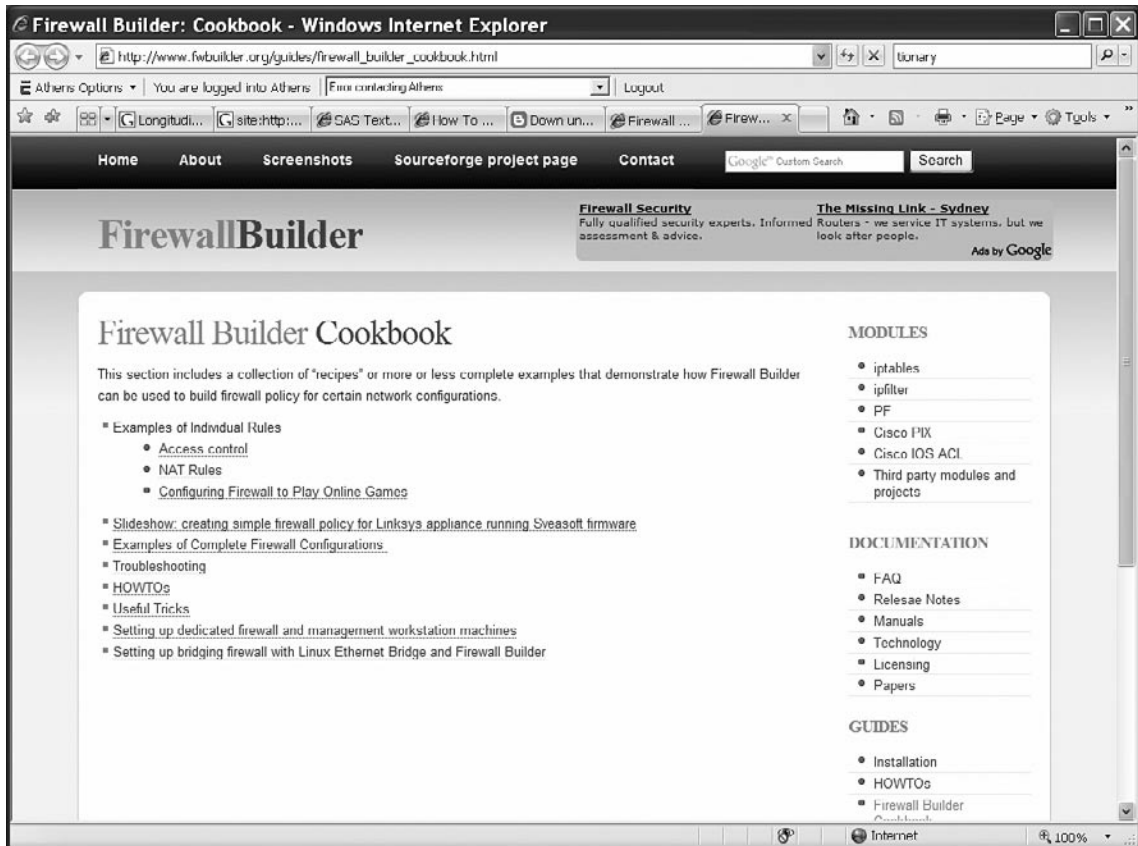 Firewall Builder: Cookbook - Windows Internet Explorer
http://www.fwbuilder.org/guides/firewall_builder_cookbook.html
tionary
Athens Options
You are logged into Athens
Error contacting Athens
Logout
Longitudi...
site:http:...
SAS Text...
How To ...
Down un...
Firewall ...
Firew...
Page
Tools
Home About Screenshots Sourceforge project page Contact
Google™ Custom Search
Search
FirewallBuilder
Firewall Security
Fully qualified security experts. Informed
assessment & advice.
The Missing Link - Sydney
Routers - we service IT systems, but we
look after people.
Ads by Google
Firewall Builder Cookbook
This section includes a collection of "recipes" or more or less complete examples that demonstrate how Firewall Builder
can be used to build firewall policy for certain network configurations.
Examples of Individual Rules
Access control
NAT Rules
Configuring Firewall to Play Online Games
Slideshow: creating simple firewall policy for Linksys appliance running Sveasoft firmware
Examples of Complete Firewall Configurations
Troubleshooting
HOWTOs
Useful Tricks
Setting up dedicated firewall and management workstation machines
Setting up bridging firewall with Linux Ethernet Bridge and Firewall Builder
MODULES
iptables
ipfilter
PF
Cisco PIX
Cisco IOS ACL
Third party modules and
projects
DOCUMENTATION
FAQ
Relesae Notes
Manuals
Technology
Licensing
Papers
GUIDES
Installation
HOWTOs
Firewall Builder
Internet
100%